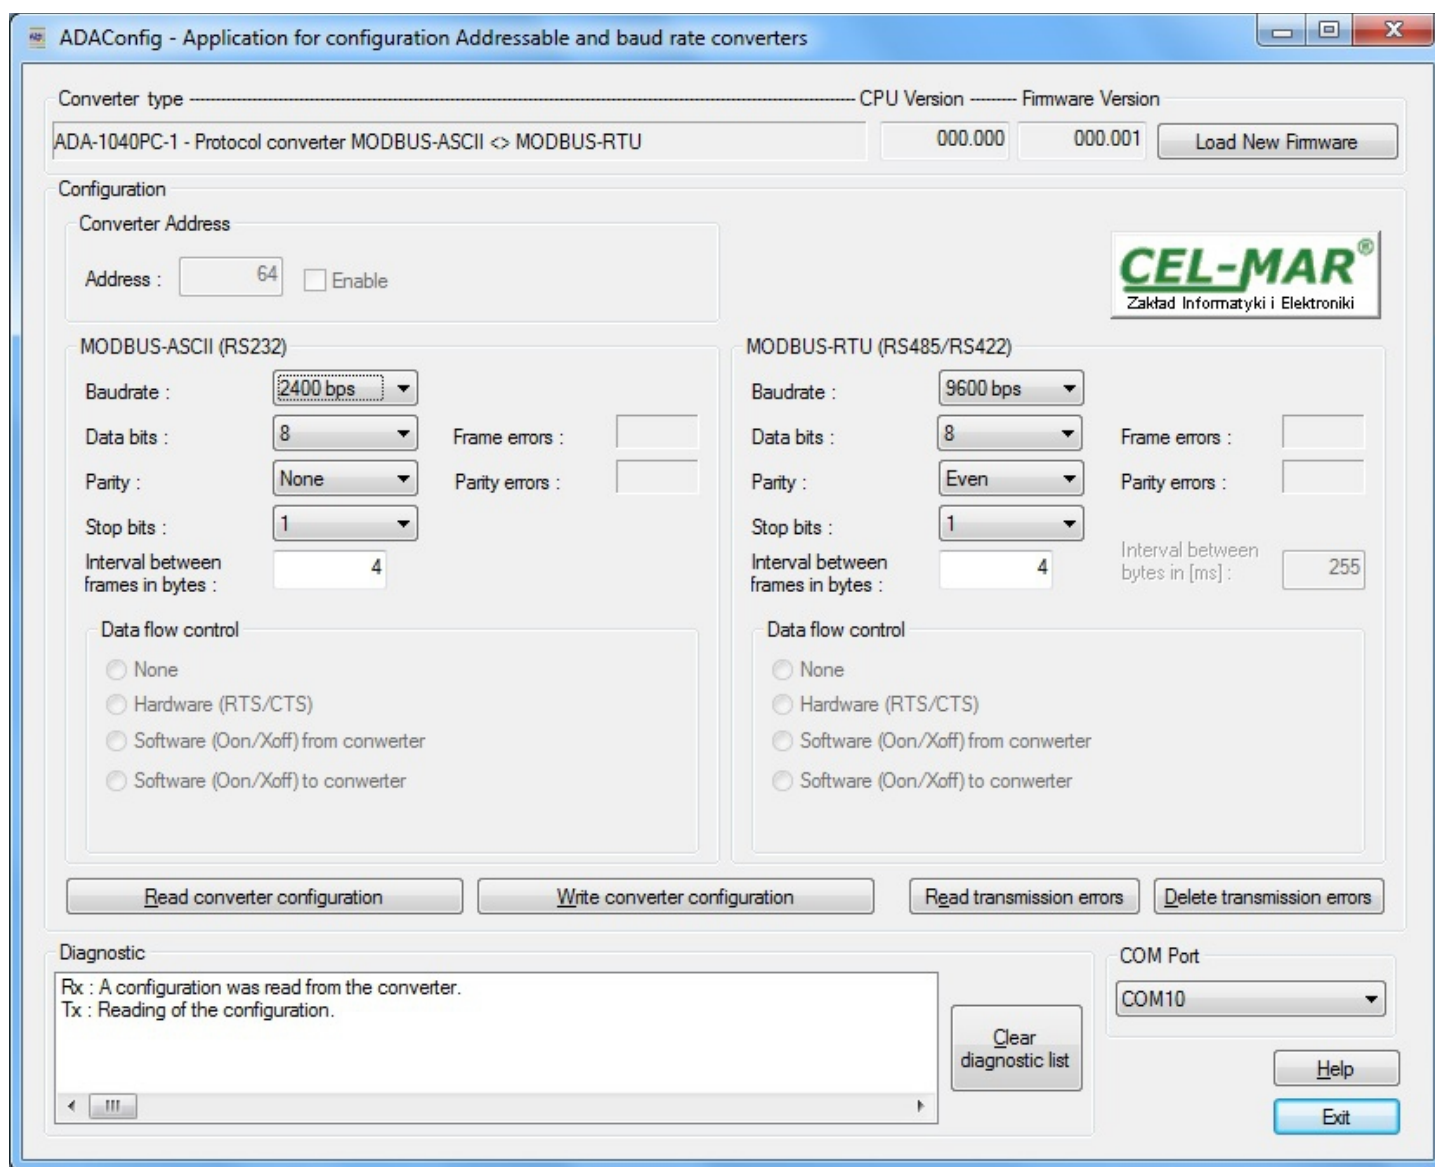 ADAConfig - Application for configuration Addressable and baud rate converters
Converter type CPU Version Firmware Version
ADA-1040PC-1 - Protocol converter MODBUS-ASCII <> MODBUS-RTU 000.000 000.001 Load New Firmware
Configuration
Converter Address
Address : 64 Enable
CEL-MAR®
Zakład Informatyki i Elektroniki
MODBUS-ASCII (RS232)
Baudrate : 2400 bps
Data bits : 8 Frame errors :
Parity : None Parity errors :
Stop bits : 1
Interval between
frames in bytes : 4
Data flow control
None
Hardware (RTS/CTS)
Software (Oon/Xoff) from conwerter
Software (Oon/Xoff) to conwerter
MODBUS-RTU (RS485/RS422)
Baudrate : 9600 bps
Data bits : 8 Frame errors :
Parity : Even Parity errors :
Stop bits : 1
Interval between
frames in bytes : 4
Interval between
bytes in [ms] : 255
Data flow control
None
Hardware (RTS/CTS)
Software (Oon/Xoff) from conwerter
Software (Oon/Xoff) to conwerter
Read converter configuration Write converter configuration Read transmission errors Delete transmission errors
Diagnostic
Rx : A configuration was read from the converter.
Tx : Reading of the configuration.
Clear
diagnostic list
COM Port
COM10
Help
Exit